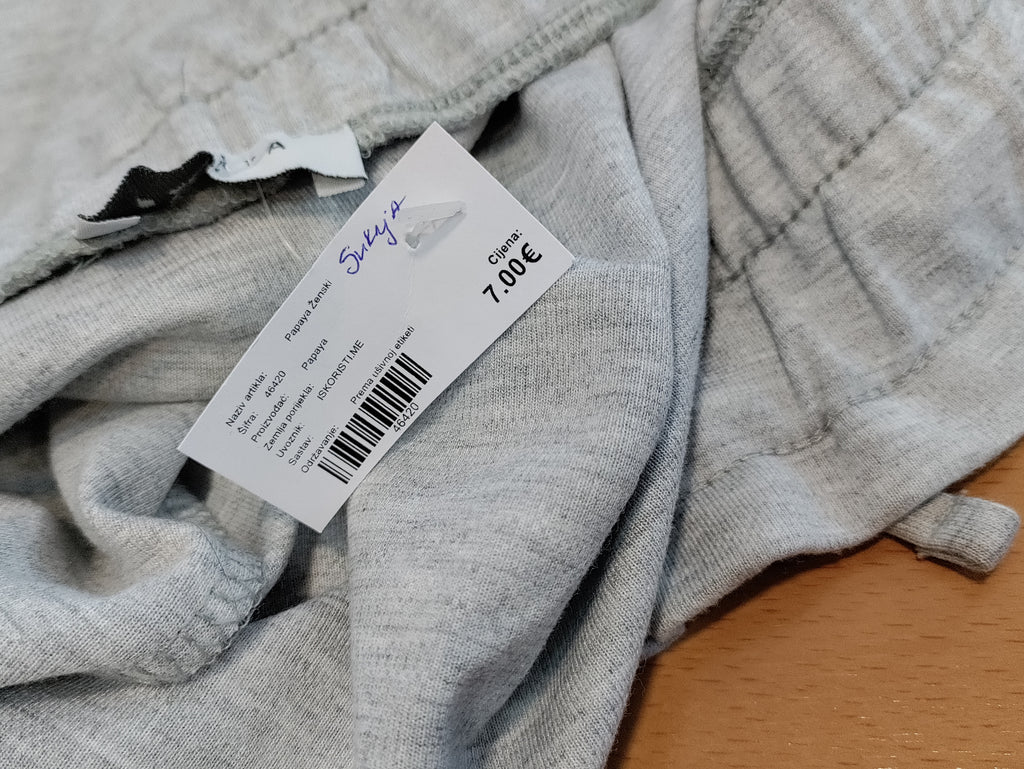 Sukyja
Naziv artikla: Papaya Ženski
Šifra: 46420
Proizvođač: Papaya
Zemlja porijekla:
Uvoznik: ISKORISTI.ME
Sastav:
Održavanje: Prema ušivnoj etiketi
46420
Cijena:
7.00€